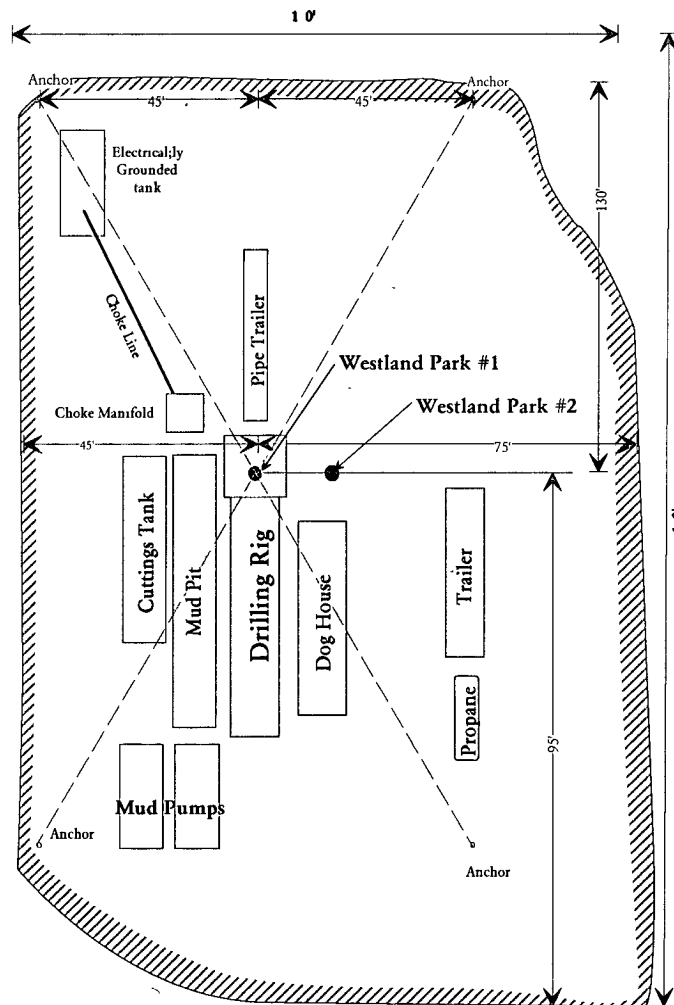 1 0'
Anchor
Anchor
45'
45'
Electrical;ly
Grounded
tank
130'
Choke Line
Pipe Trailer
Westland Park #1
Choke Manifold
Westland Park #2
45'
75'
Cuttings Tank
Mud Pit
Drilling Rig
Dog House
Trailer
Propane
95'
Mud Pumps
Anchor
Anchor